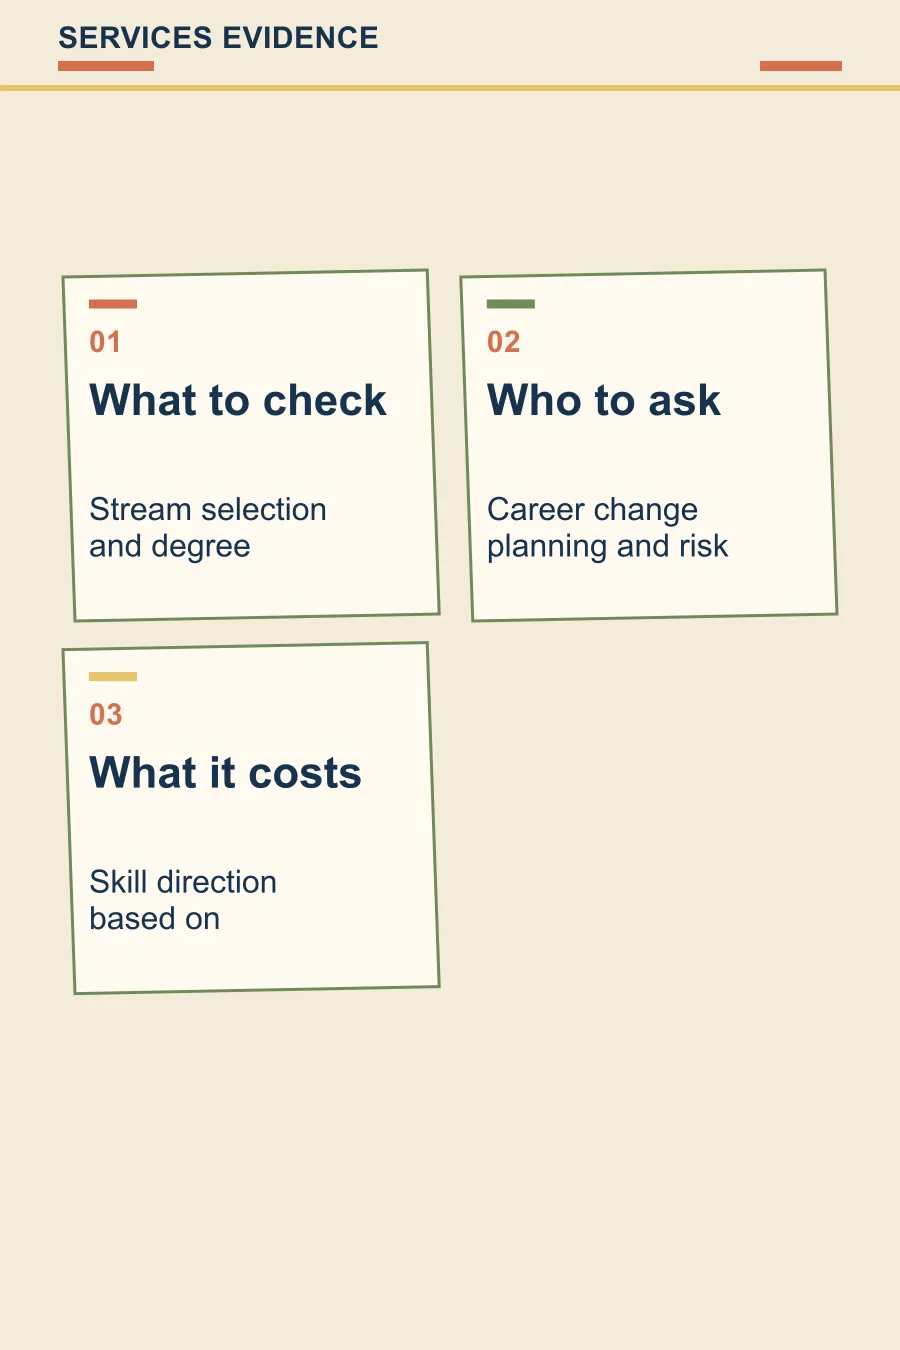 SERVICES EVIDENCE
01
What to check
Stream selection
and degree
02
Who to ask
Career change
planning and risk
03
What it costs
Skill direction
based on